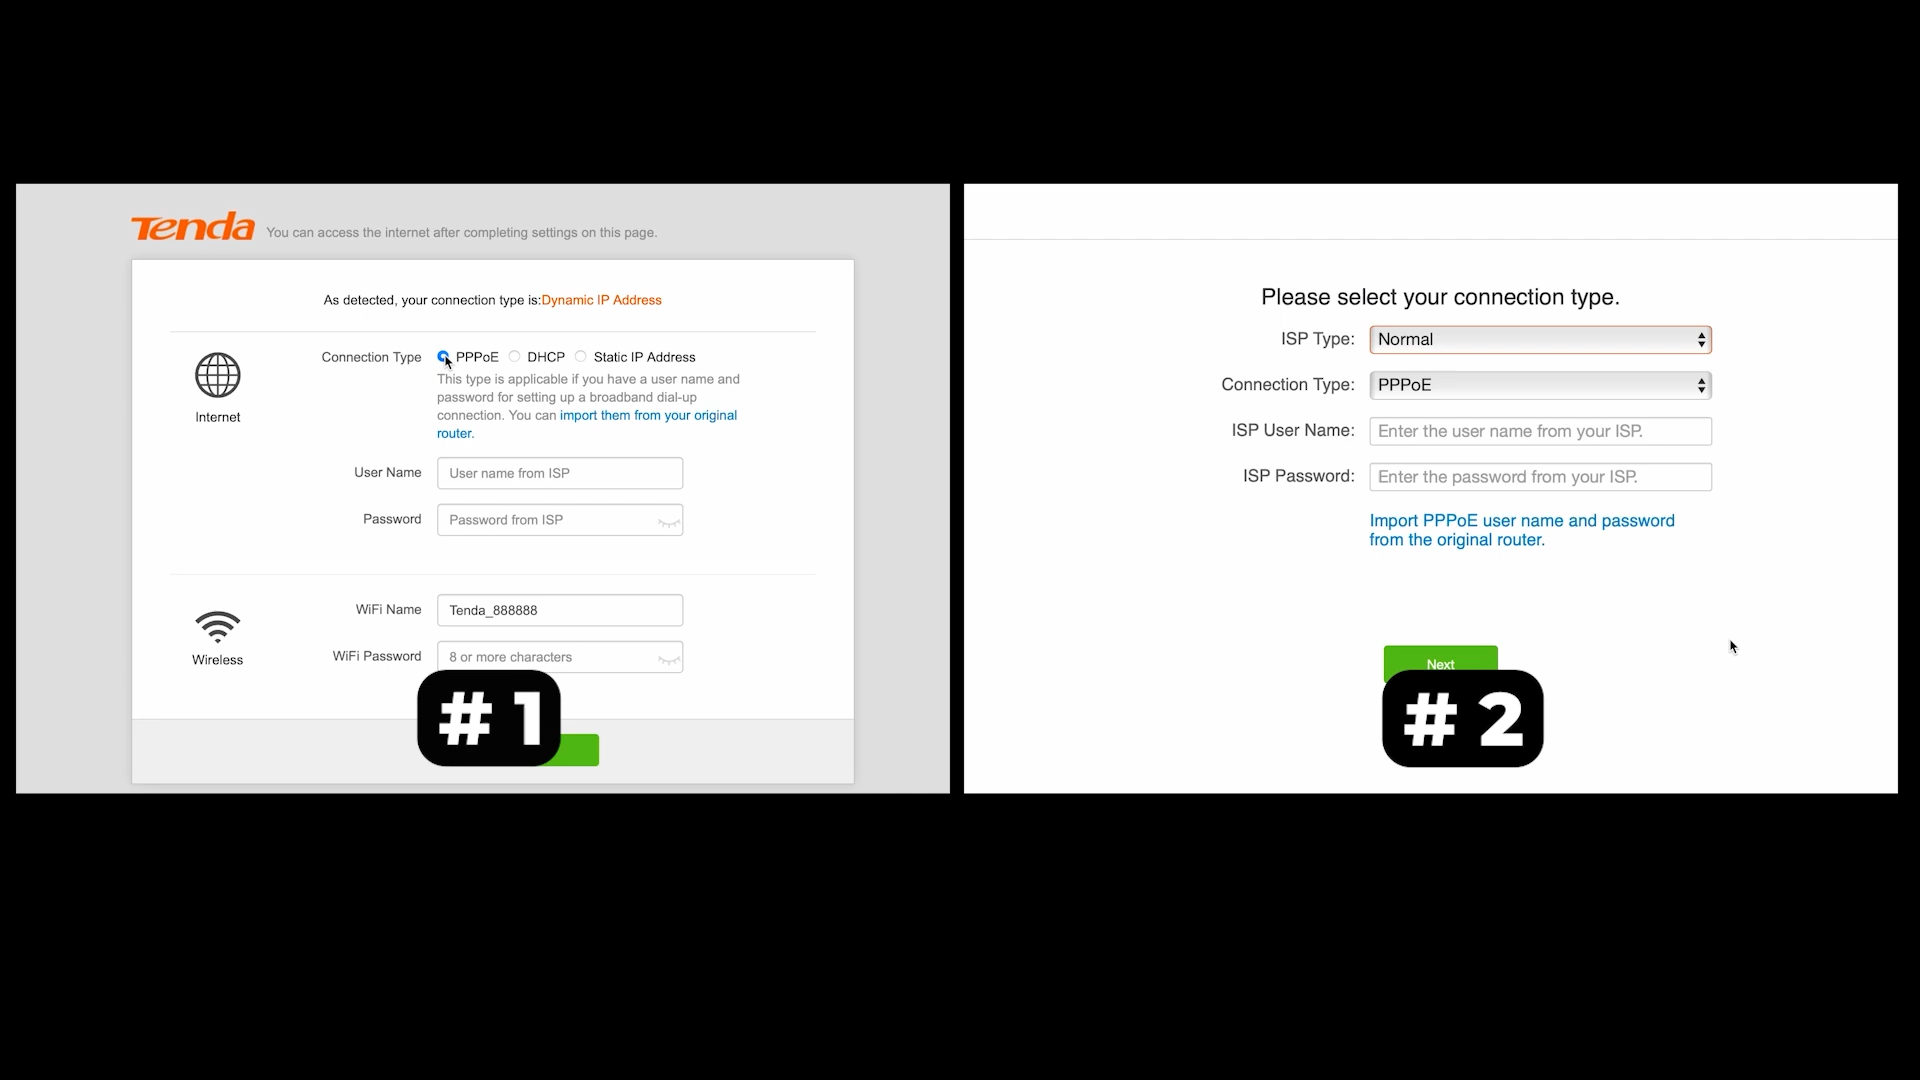 Tenda You can access the internet after completing settings on this page.
As detected, your connection type is:Dynamic IP Address
Connection Type PPPoE DHCP Static IP Address
This type is applicable if you have a user name and
password for setting up a broadband dial-up
connection. You can import them from your original
router.
Internet
User Name User name from ISP
Password Password from ISP
WiFi Name Tenda_888888
Wireless
WiFi Password 8 or more characters
# 1
Please select your connection type.
ISP Type: Normal
Connection Type: PPPoE
ISP User Name: Enter the user name from your ISP.
ISP Password: Enter the password from your ISP.
Import PPPoE user name and password
from the original router.
Next
# 2